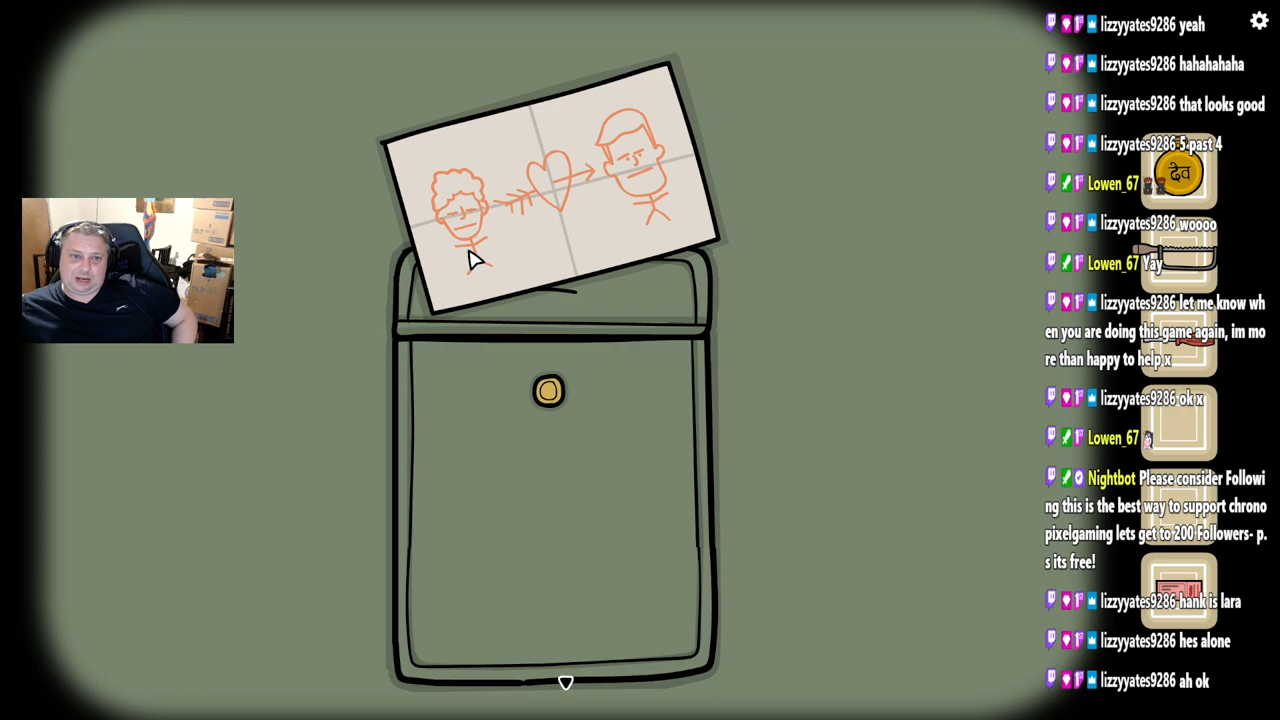 lizzyyates9286 yeah
lizzyyates9286 hahahahaha
lizzyyates9286 that looks good
lizzyyates9286 5 past 4
Lowen_67
देव
lizzyyates9286 woooo
Lowen_67 Yay
lizzyyates9286 let me know wh
en you are doing this game again, im mo
re than happy to help x
lizzyyates9286 ok x
Lowen_67
Nightbot Please consider Followi
ng this is the best way to support chrono
pixelgaming lets get to 200 Followers- p.
s its free!
lizzyyates9286 hank is lara
lizzyyates9286 hes alone
lizzyyates9286 ah ok